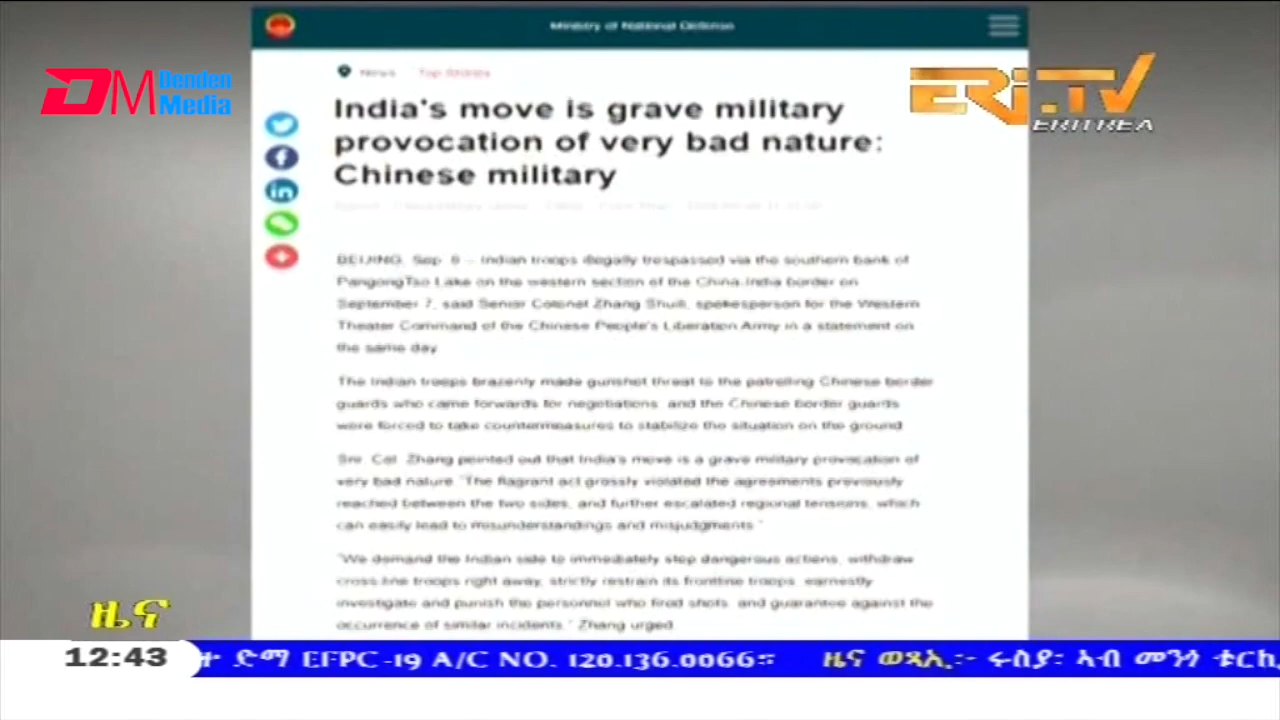 Ministry of National Defense
DM Denden Media
ERi.TV
ERITREA
News Top Stories
India's move is grave military
provocation of very bad nature:
Chinese military
BEIJING, Sep. 8 -- Indian troops illegally trespassed via the southern bank of
PangongTso Lake on the western section of the China-India border on
September 7, said Senior Colonel Zhang Shuili, spokesperson for the Western
Theater Command of the Chinese People's Liberation Army in a statement on
the same day.
The Indian troops brazenly made gunshot threat to the patrolling Chinese border
guards who came forwards for negotiations, and the Chinese border guards
were forced to take countermeasures to stabilize the situation on the ground.
Snr. Col. Zhang pointed out that India's move is a grave military provocation of
very bad nature. "The flagrant act grossly violated the agreements previously
reached between the two sides, and further escalated regional tensions, which
can easily lead to misunderstandings and misjudgments."
"We demand the Indian side to immediately stop dangerous actions, withdraw
cross-line troops right away, strictly restrain its frontline troops, earnestly
investigate and punish the personnel who fired shots, and guarantee against the
occurrence of similar incidents." Zhang urged.
ዜና
12:43 ተ ድማ EFPC-19 A/C NO. 120.136.0066። ዜና ወጻኢ፦ ሩስያ፡ ኣብ መንጎ ቱርኪ